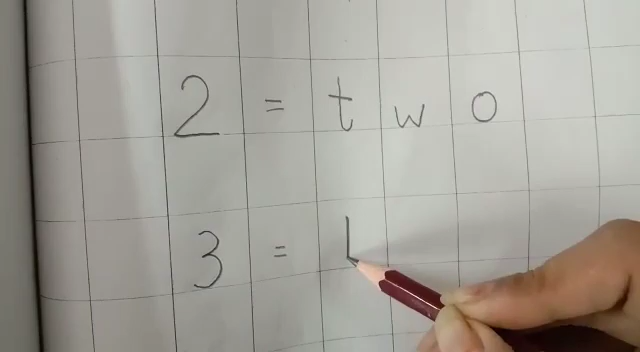 2 = two
3 =